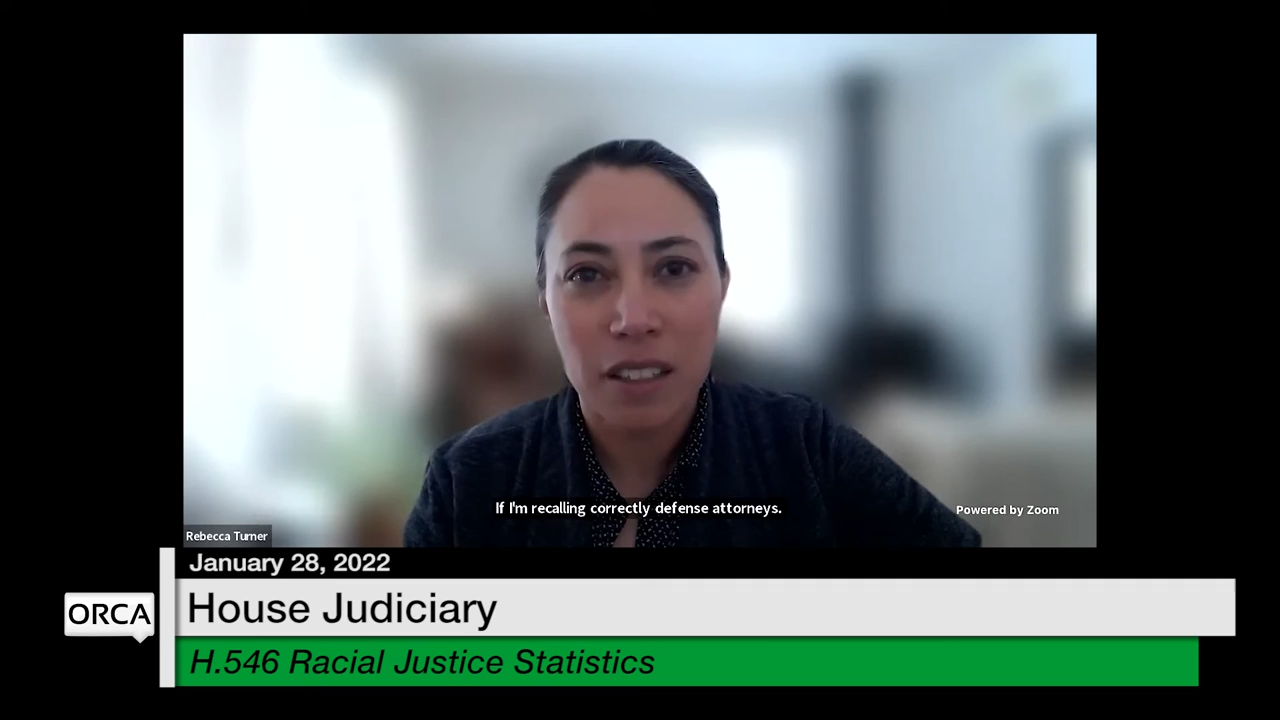 If I'm recalling correctly defense attorneys.
Powered by Zoom
Rebecca Turner
January 28, 2022
ORCA
House Judiciary
H.546 Racial Justice Statistics